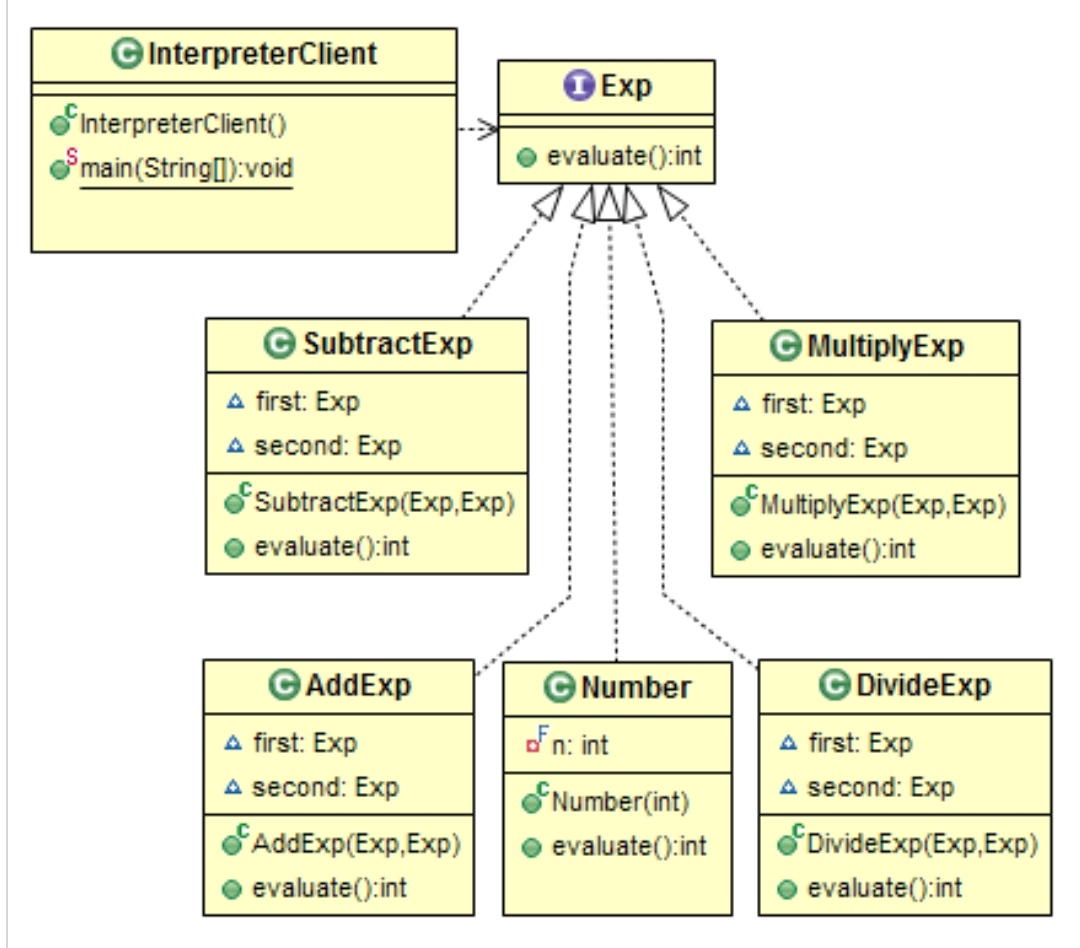 InterpreterClient
InterpreterClient()
main(String[]):void
Exp
evaluate():int
SubtractExp
first: Exp
second: Exp
SubtractExp(Exp,Exp)
evaluate():int
MultiplyExp
first: Exp
second: Exp
MultiplyExp(Exp,Exp)
evaluate():int
AddExp
first: Exp
second: Exp
AddExp(Exp,Exp)
evaluate():int
Number
n: int
Number(int)
evaluate():int
DivideExp
first: Exp
second: Exp
DivideExp(Exp,Exp)
evaluate():int